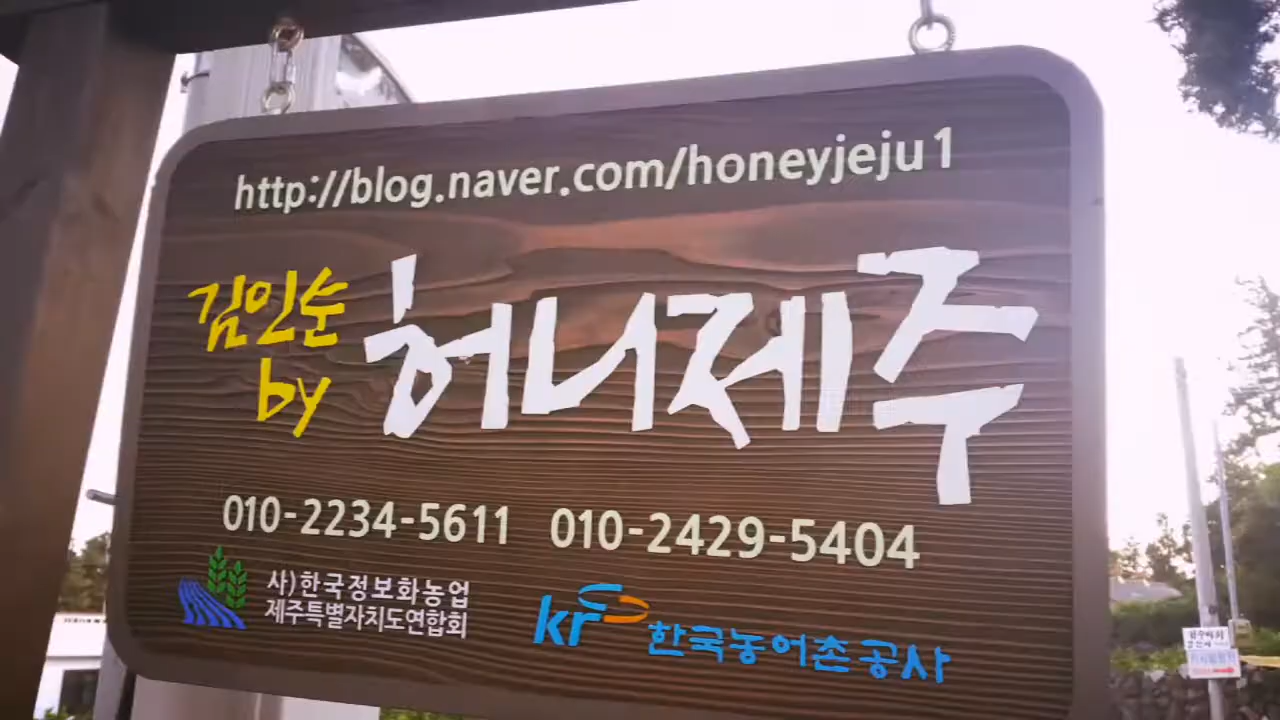 http://blog.naver.com/honeyjeju1
김인순
by
허니제주
010-2234-5611 010-2429-5404
사)한국정보화농업
제주특별자치도연합회
kr 한국농어촌공사